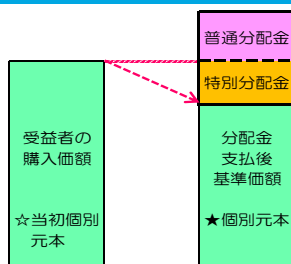 普通分配金
特別分配金
受益者の
購入価額
☆当初個別
元本
分配金
支払後
基準価額
★個別元本